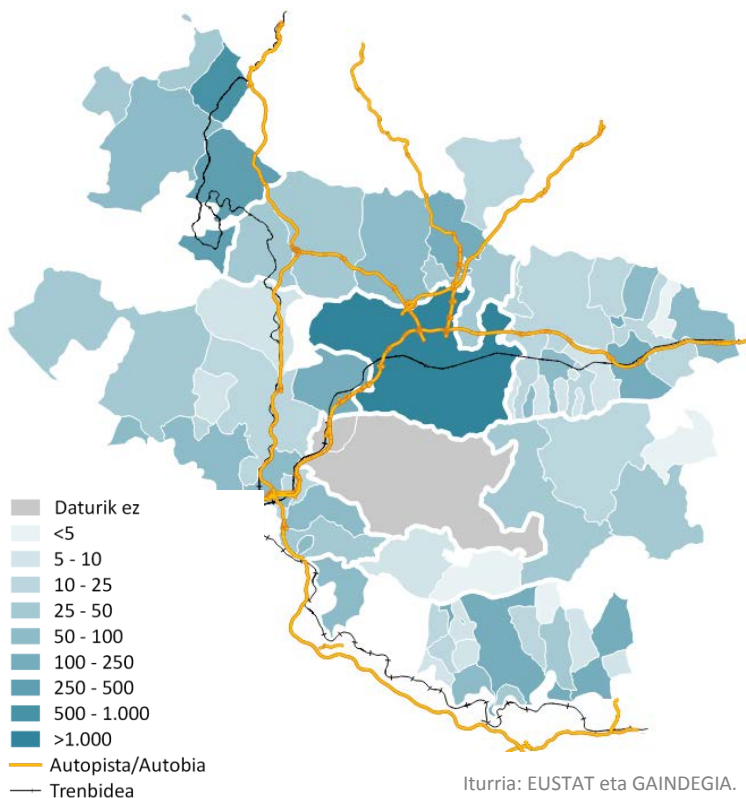 Daturik ez
<5
5 - 10
10 - 25
25 - 50
50 - 100
100 - 250
250 - 500
500 - 1.000
>1.000
Autopista/Autobia
Trenbidea
Iturria: EUSTAT eta GAINDEGIA.